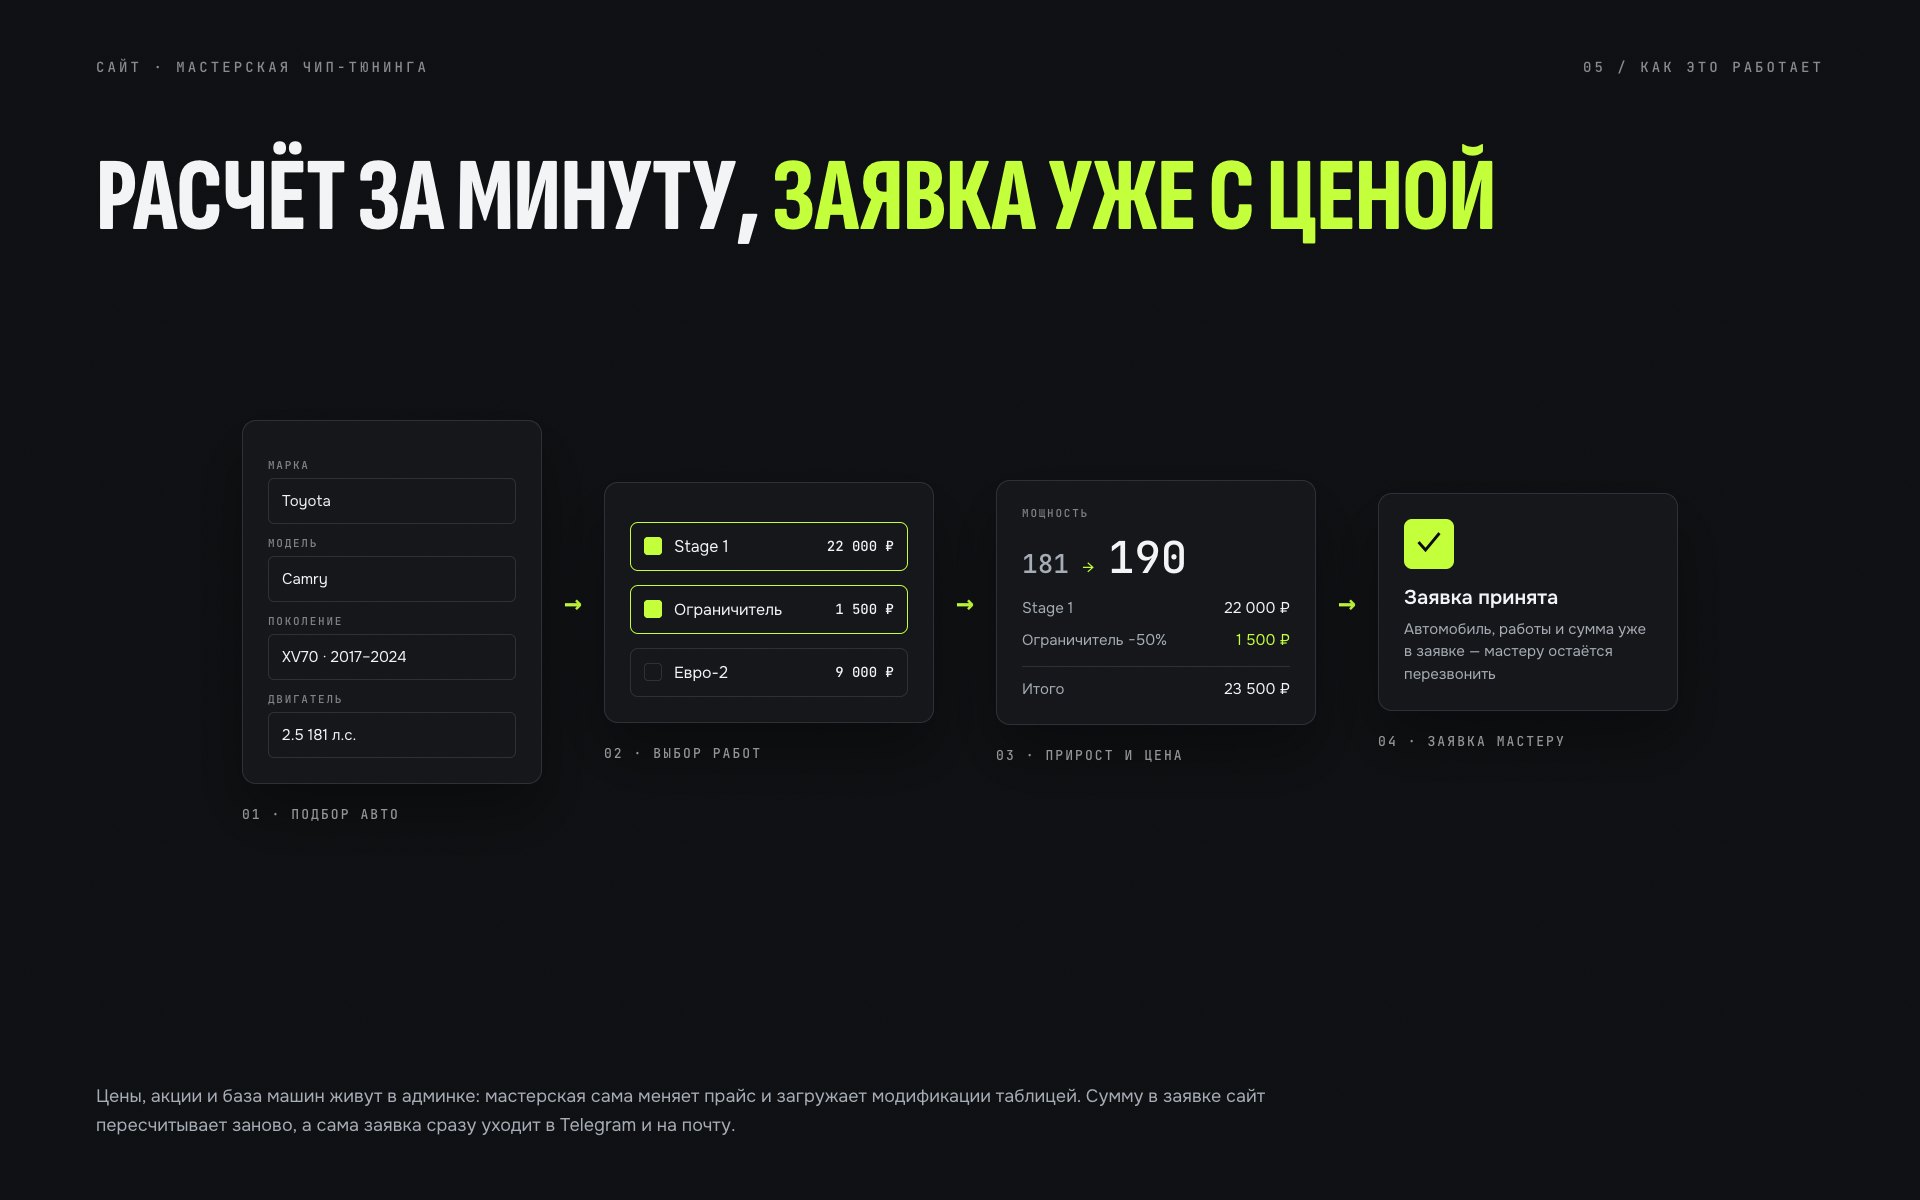 САЙТ · МАСТЕРСКАЯ ЧИП-ТЮНИНГА
05 / КАК ЭТО РАБОТАЕТ
РАСЧЁТ ЗА МИНУТУ, ЗАЯВКА УЖЕ С ЦЕНОЙ
МАРКА
Toyota
МОДЕЛЬ
Camry
ПОКОЛЕНИЕ
XV70 · 2017–2024
ДВИГАТЕЛЬ
2.5 181 л.с.
01 · ПОДБОР АВТО
→
Stage 1 22 000 ₽
Ограничитель 1 500 ₽
Евро-2 9 000 ₽
02 · ВЫБОР РАБОТ
→
МОЩНОСТЬ
181 → 190
Stage 1 22 000 ₽
Ограничитель −50% 1 500 ₽
Итого 23 500 ₽
03 · ПРИРОСТ И ЦЕНА
→
Заявка принята
Автомобиль, работы и сумма уже
в заявке — мастеру остаётся
перезвонить
04 · ЗАЯВКА МАСТЕРУ
Цены, акции и база машин живут в админке: мастерская сама меняет прайс и загружает модификации таблицей. Сумму в заявке сайт
пересчитывает заново, а сама заявка сразу уходит в Telegram и на почту.